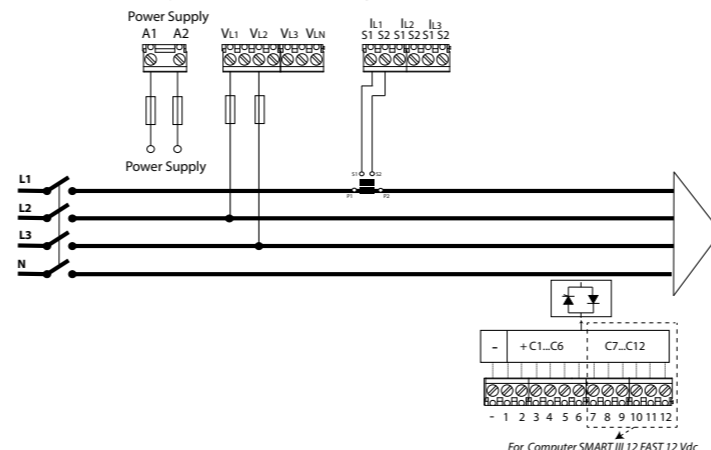 Power Supply
A1 A2
VL1 VL2 VL3 VLN
IL1 IL2 IL3
S1 S2 S1 S2 S1 S2
Power Supply
S1 S2
L1
P1 P2
L2
L3
N
- + C1...C6 C7...C12
- 1 2 3 4 5 6 7 8 9 10 11 12
For Computer SMART III 12 FAST 12 Vdc